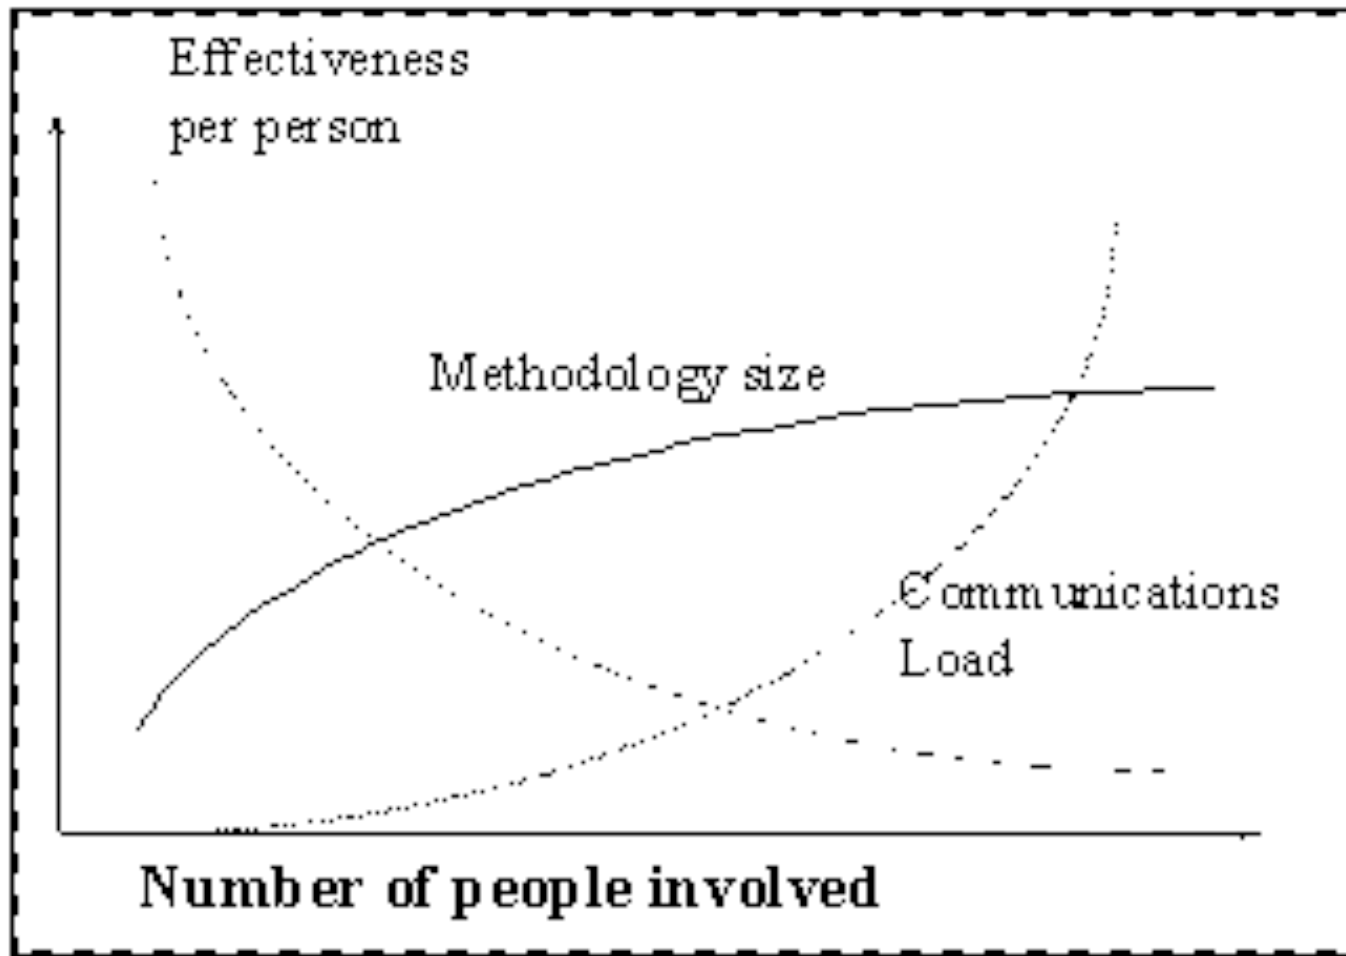 Effectiveness
per person
Methodology size
Communications
Load
Number of people involved